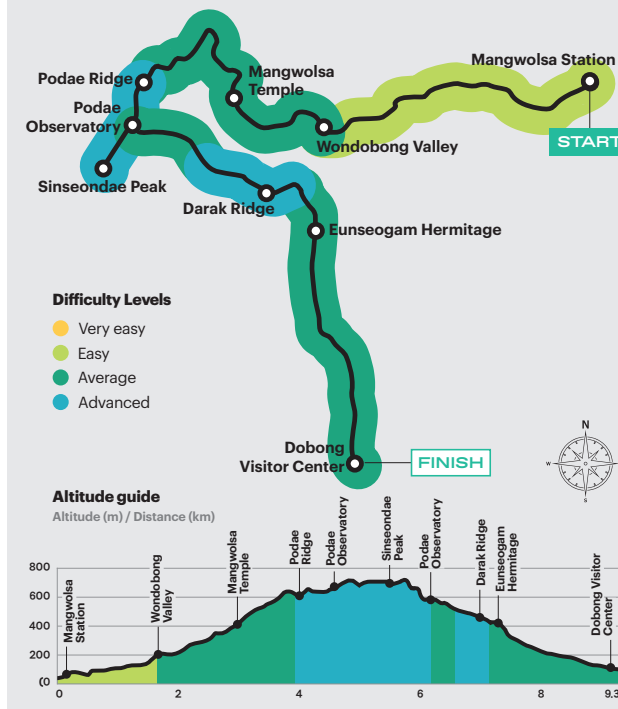 Mangwolsa Station
START
Podae Ridge
Mangwolsa
Temple
Podae
Observatory
Wondobong Valley
Sinseondae Peak
Darak Ridge
Eunseogam Hermitage
Difficulty Levels
Very easy
Easy
Average
Advanced
Dobong
Visitor Center
FINISH
N
W
S
Altitude guide
Altitude (m) / Distance (km)
Mangwolsa
Station
Wondobong
Valley
Mangwolsa
Temple
Podae
Ridge
Podae
Observatory
Sinseondae
Peak
Podae
Observatory
Darak Ridge
Eunseogam
Hermitage
Dobong Visitor
Center
800
600
400
200
(0
0
2
4
6
8
9.3